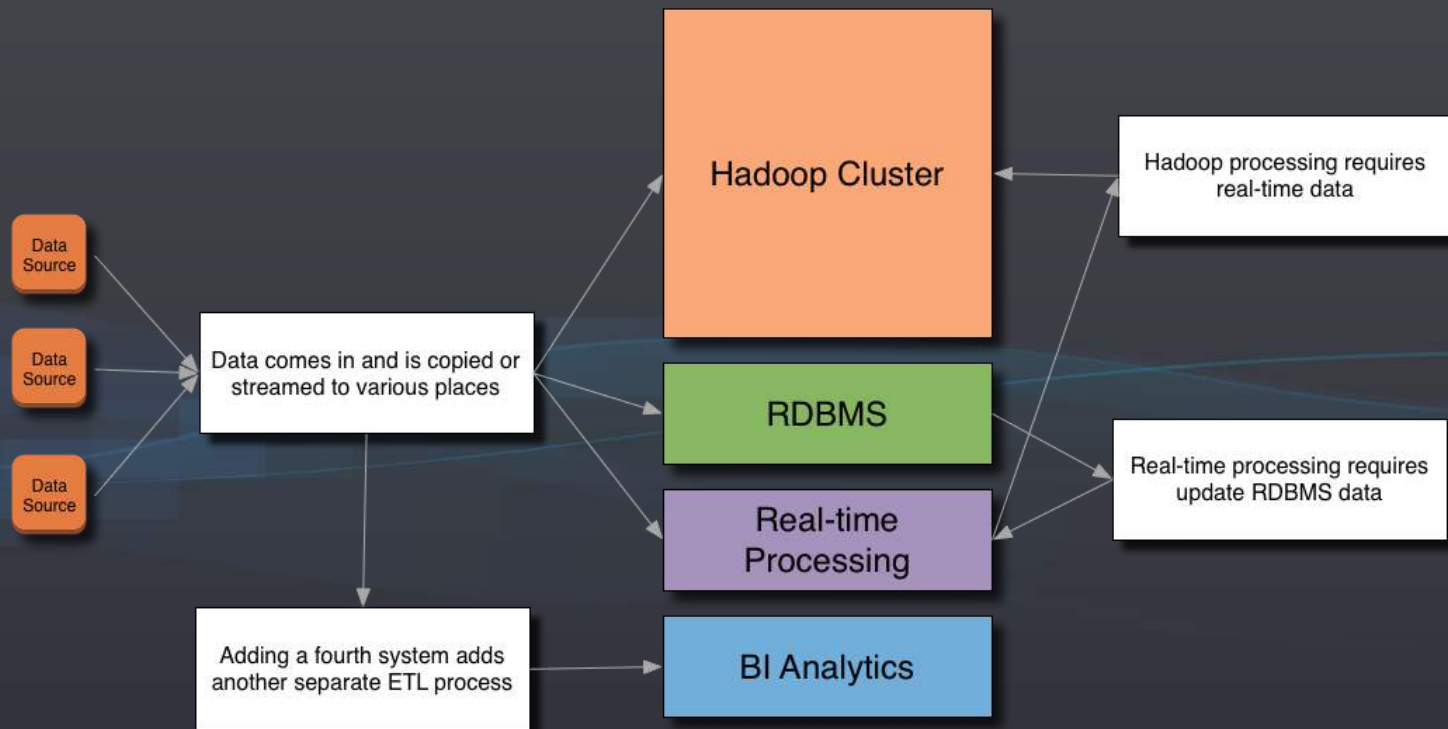 Data
Source
Data
Source
Data
Source
Data comes in and is copied or
streamed to various places
Adding a fourth system adds
another separate ETL process
Hadoop Cluster
RDBMS
Real-time
Processing
BI Analytics
Hadoop processing requires
real-time data
Real-time processing requires
update RDBMS data